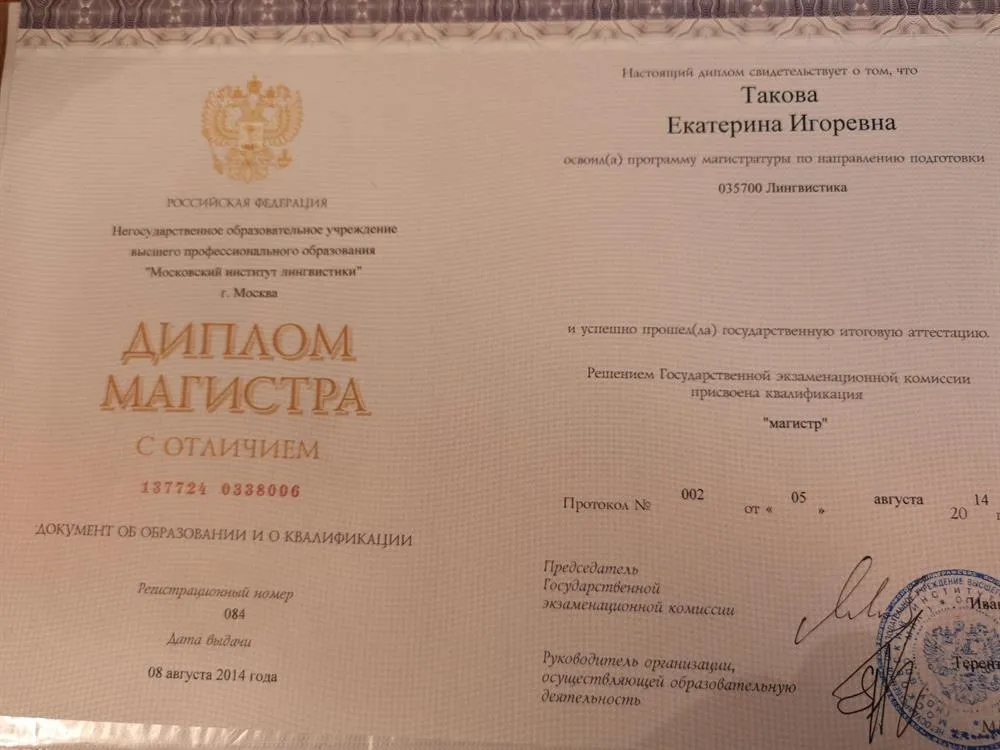 РОССИЙСКАЯ ФЕДЕРАЦИЯ
Негосударственное образовательное учреждение
высшего профессионального образования
"Московский институт лингвистики"
г. Москва
ДИПЛОМ
МАГИСТРА
С ОТЛИЧИЕМ
137724 0338006
ДОКУМЕНТ ОБ ОБРАЗОВАНИИ И О КВАЛИФИКАЦИИ
Регистрационный номер
084
Дата выдачи
08 августа 2014 года
Настоящий диплом свидетельствует о том, что
Такова
Екатерина Игоревна
освоил(а) программу магистратуры по направлению подготовки
035700 Лингвистика
и успешно прошел(ла) государственную итоговую аттестацию.
Решением Государственной экзаменационной комиссии
присвоена квалификация
"магистр"
Протокол № 002 от « 05 » августа 20 14 г
Председатель
Государственной
экзаменационной комиссии
Руководитель организации,
осуществляющей образовательную
деятельность